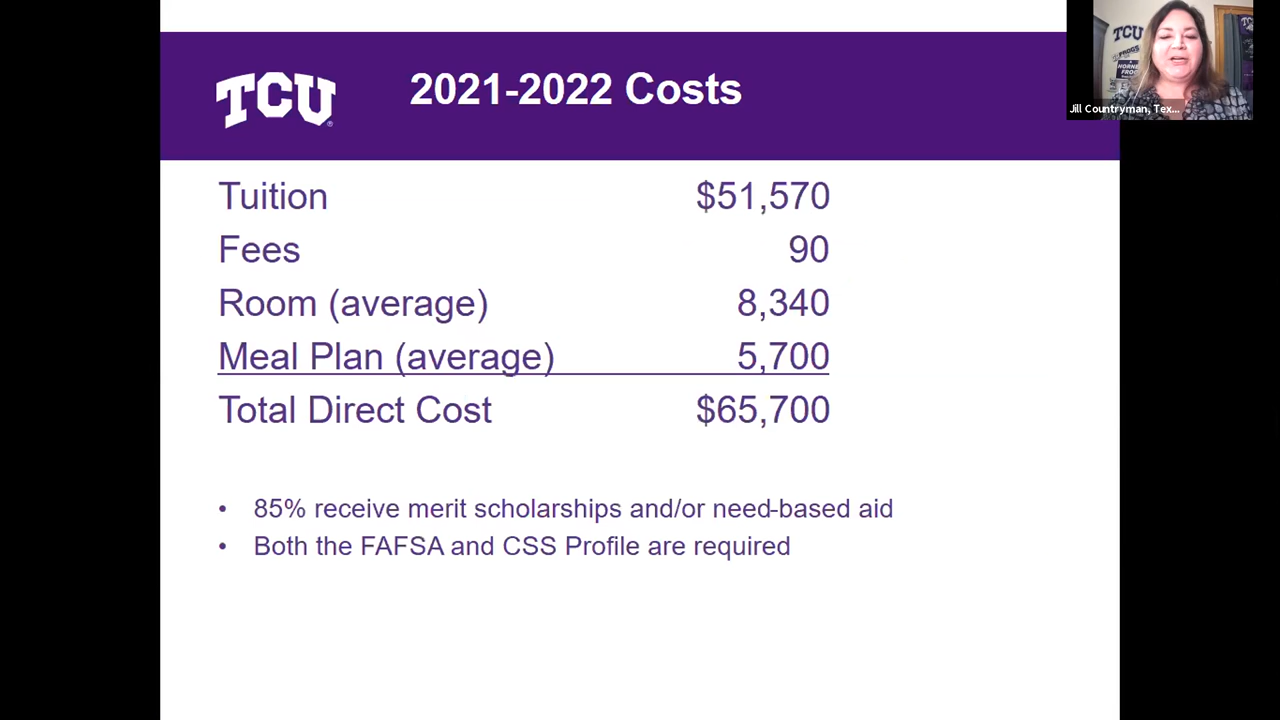 TCU
2021-2022 Costs
Tuition $51,570
Fees 90
Room (average) 8,340
Meal Plan (average) 5,700
Total Direct Cost $65,700
• 85% receive merit scholarships and/or need-based aid
• Both the FAFSA and CSS Profile are required
TCU
FROGS
Jill Countryman, Tex...